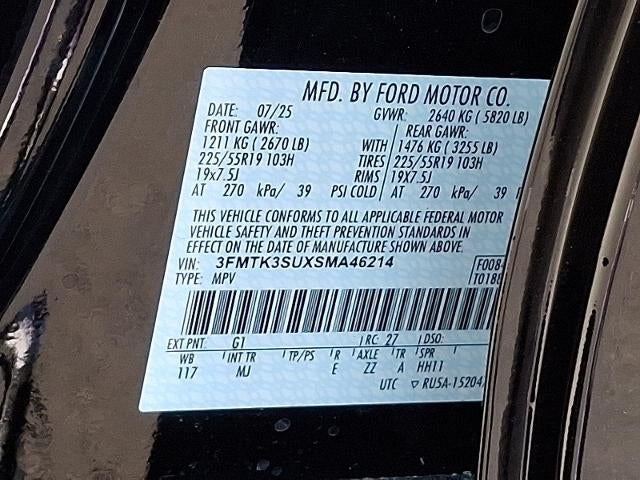 MFD. BY FORD MOTOR CO.
DATE: 07/25 GVWR: 2640 KG ( 5820 LB)
FRONT GAWR: REAR GAWR:
1211 KG ( 2670 LB) WITH 1476 KG ( 3255 LB)
225/55R19 103H TIRES 225/55R19 103H
19x7.5J RIMS 19X7.5J
AT 270 kPa/ 39 PSI COLD AT 270 kPa/ 39
THIS VEHICLE CONFORMS TO ALL APPLICABLE FEDERAL MOTOR
VEHICLE SAFETY AND THEFT PREVENTION STANDARDS IN
EFFECT ON THE DATE OF MANUFACTURE SHOWN ABOVE.
VIN: 3FMTK3SUXSMA46214 F008
TYPE: MPV T0188
EXT PNT: G1 RC: 27 DSO:
WB INT TR TP/PS R AXLE TR SPR
117 MJ E ZZ A HH11
UTC ▽ RU5A-15204